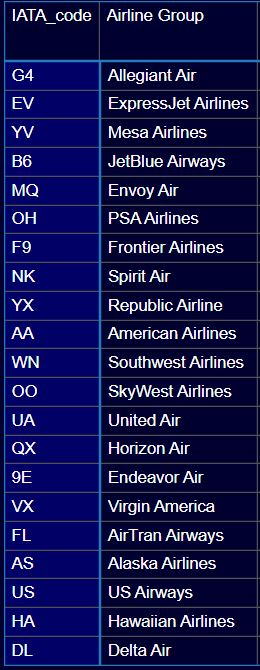 IATA_code Airline Group
G4 Allegiant Air
EV ExpressJet Airlines
YV Mesa Airlines
B6 JetBlue Airways
MQ Envoy Air
OH PSA Airlines
F9 Frontier Airlines
NK Spirit Air
YX Republic Airline
AA American Airlines
WN Southwest Airlines
OO SkyWest Airlines
UA United Air
QX Horizon Air
9E Endeavor Air
VX Virgin America
FL AirTran Airways
AS Alaska Airlines
US US Airways
HA Hawaiian Airlines
DL Delta Air